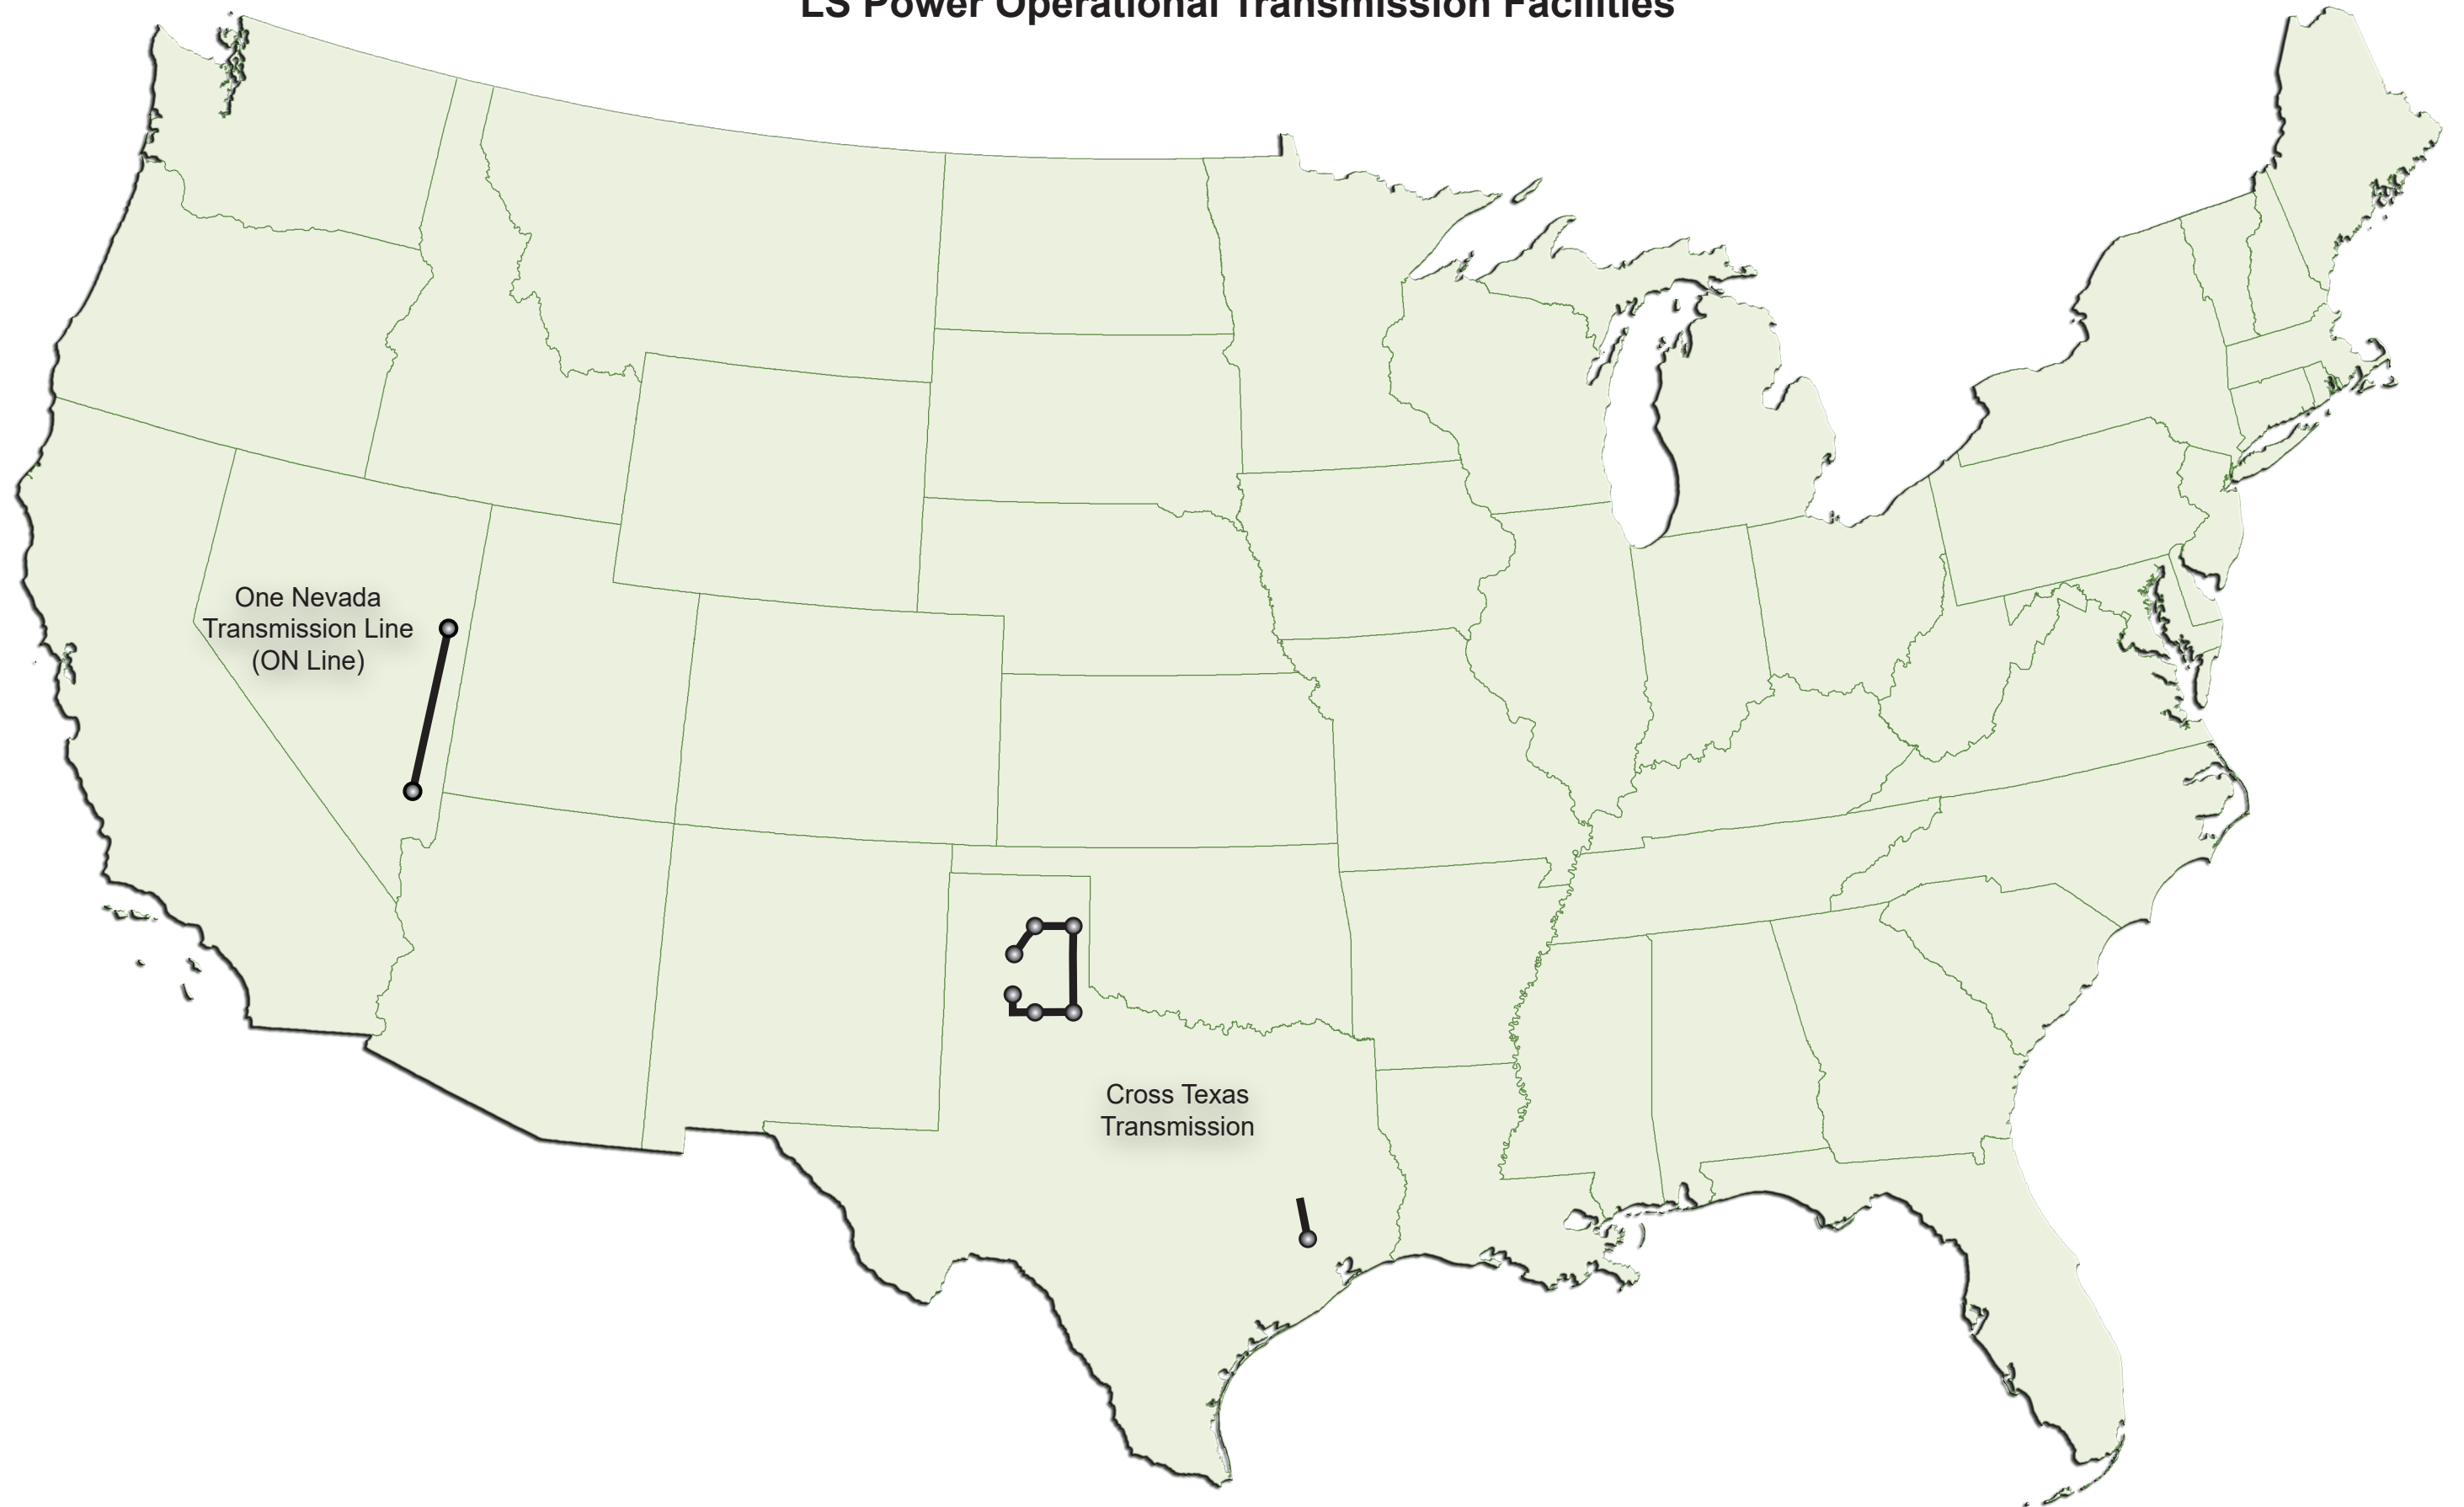 LS Power Operational Transmission Facilities
One Nevada
Transmission Line
(ON Line)
Cross Texas
Transmission